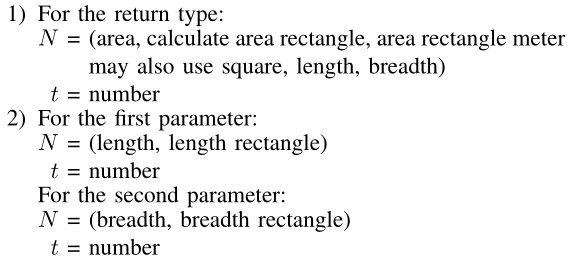 1) For the return type:
N = (area, calculate area rectangle, area rectangle meter
may also use square, length, breadth)
t = number
2) For the first parameter:
N = (length, length rectangle)
t = number
For the second parameter:
N = (breadth, breadth rectangle)
t = number